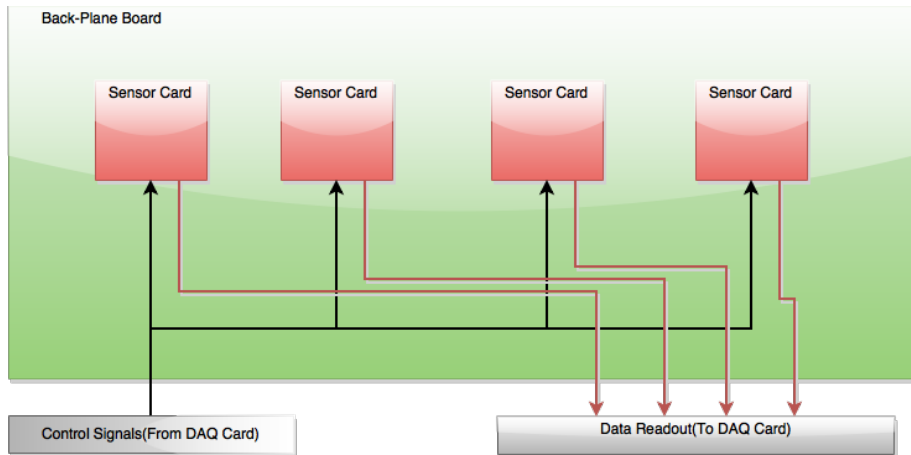 Back-Plane Board
Sensor Card
Sensor Card
Sensor Card
Sensor Card
Control Signals(From DAQ Card)
Data Readout(To DAQ Card)